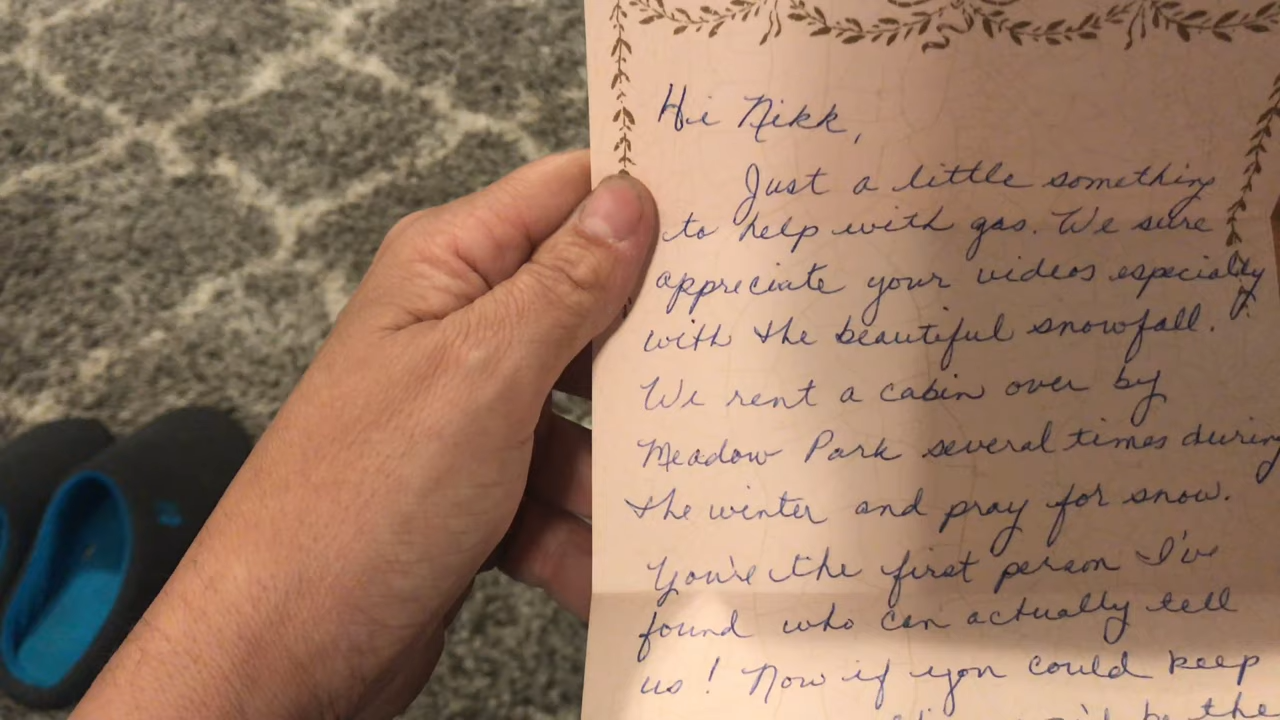 Hi Nikk,
Just a little something
to help with gas. We sure
appreciate your videos especially
with the beautiful snowfall.
We rent a cabin over by
Meadow Park several times during
the winter and pray for snow.
You're the first person I've
found who can actually tell
us! Now if you could keep
be the